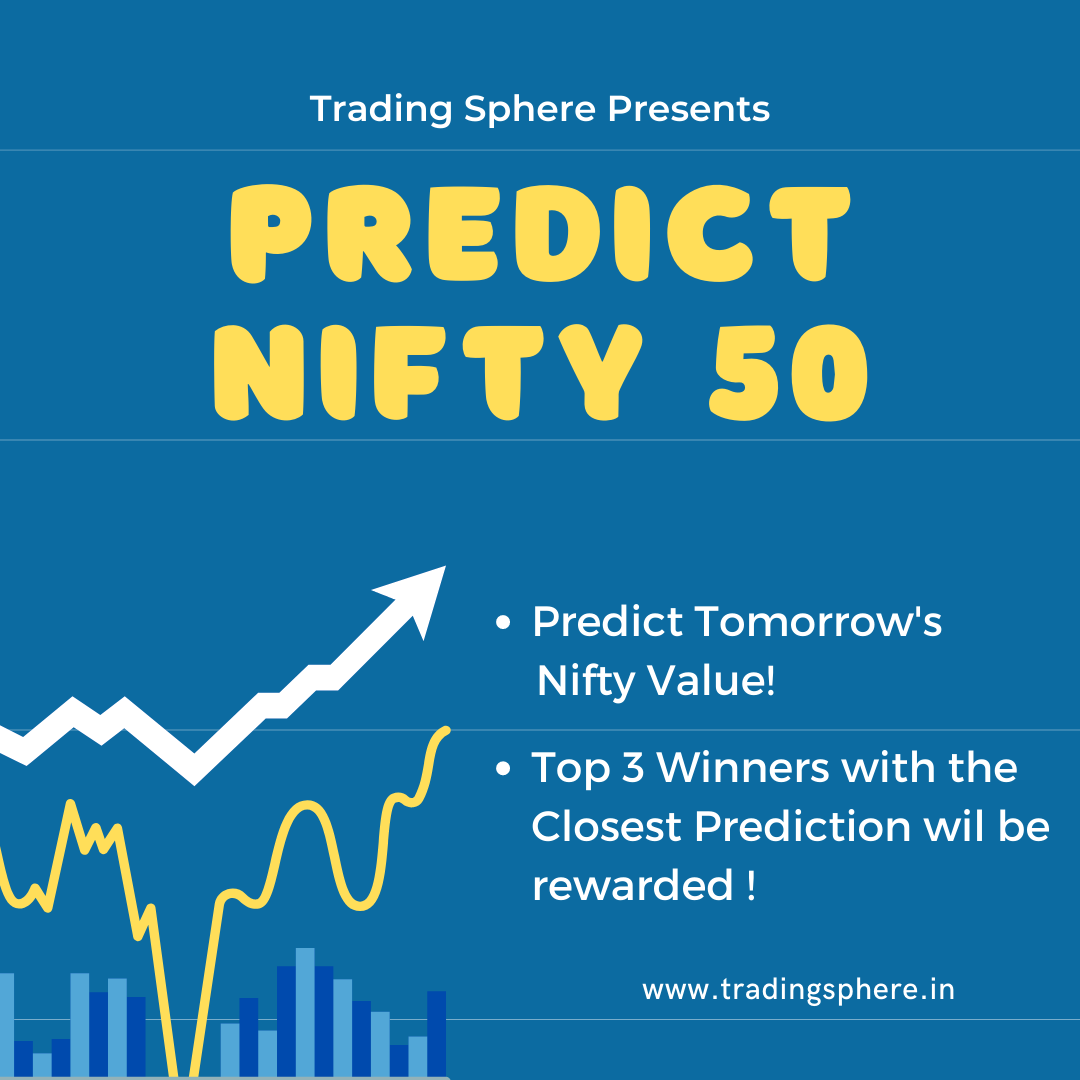 Trading Sphere Presents
PREDICT
NIFTY 50
• Predict Tomorrow's
Nifty Value!
• Top 3 Winners with the
Closest Prediction wil be
rewarded !
www.tradingsphere.in